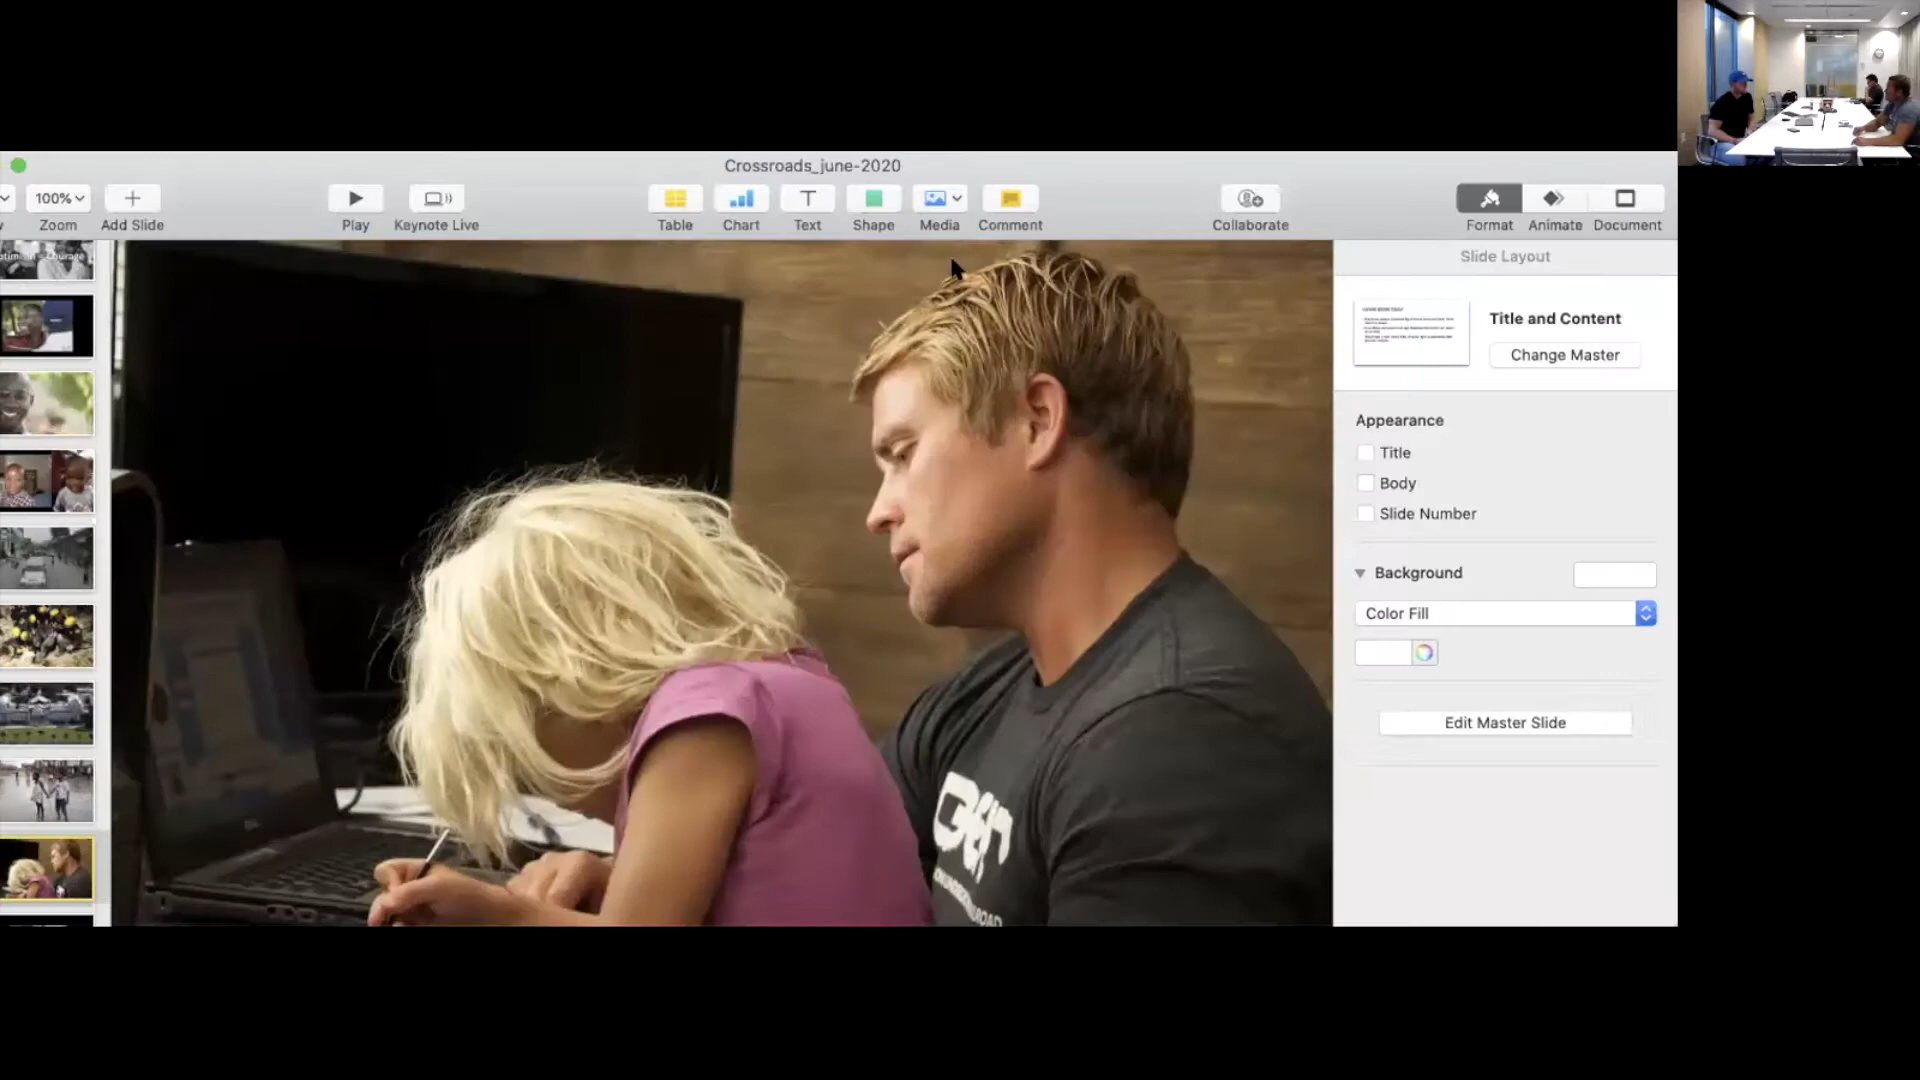 Crossroads_june-2020
100%
Zoom
Add Slide
Play
Keynote Live
Table
Chart
Text
Shape
Media
Comment
Collaborate
Format
Animate
Document
Slide Layout
Title and Content
Change Master
Appearance
Title
Body
Slide Number
Background
Color Fill
Edit Master Slide
Courage